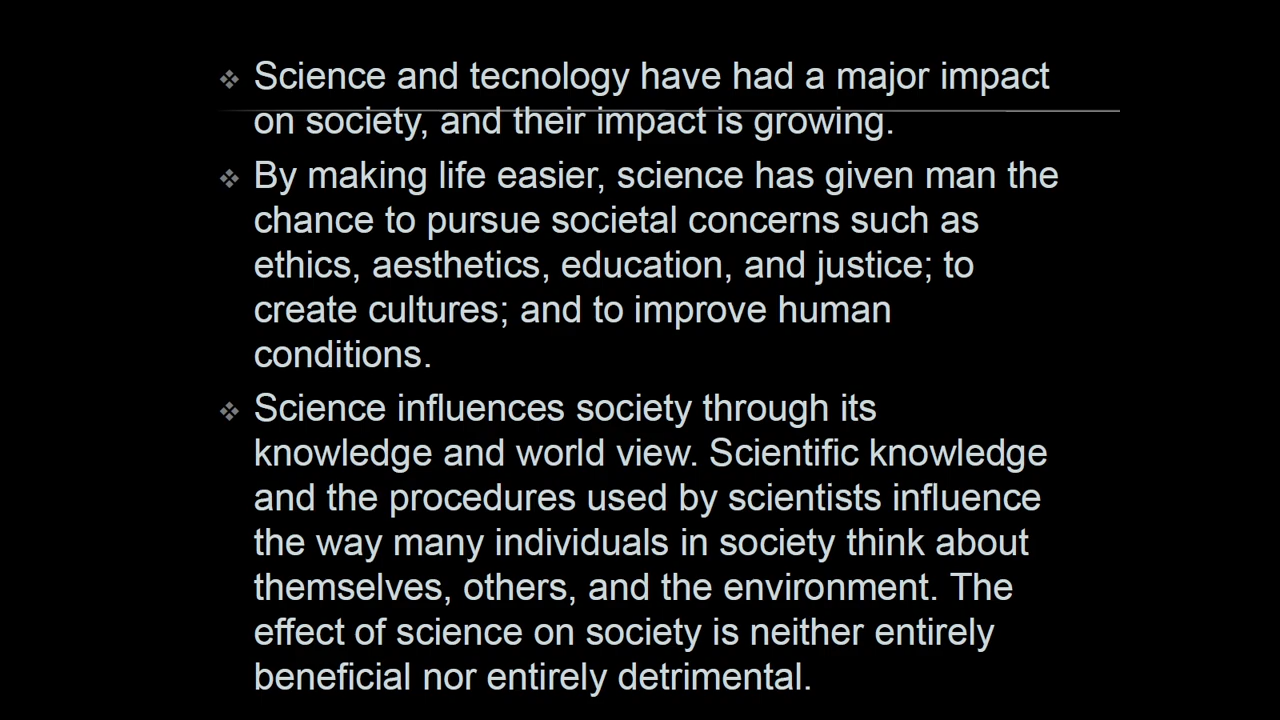 ❖ Science and tecnology have had a major impact
on society, and their impact is growing.
❖ By making life easier, science has given man the
chance to pursue societal concerns such as
ethics, aesthetics, education, and justice; to
create cultures; and to improve human
conditions.
❖ Science influences society through its
knowledge and world view. Scientific knowledge
and the procedures used by scientists influence
the way many individuals in society think about
themselves, others, and the environment. The
effect of science on society is neither entirely
beneficial nor entirely detrimental.